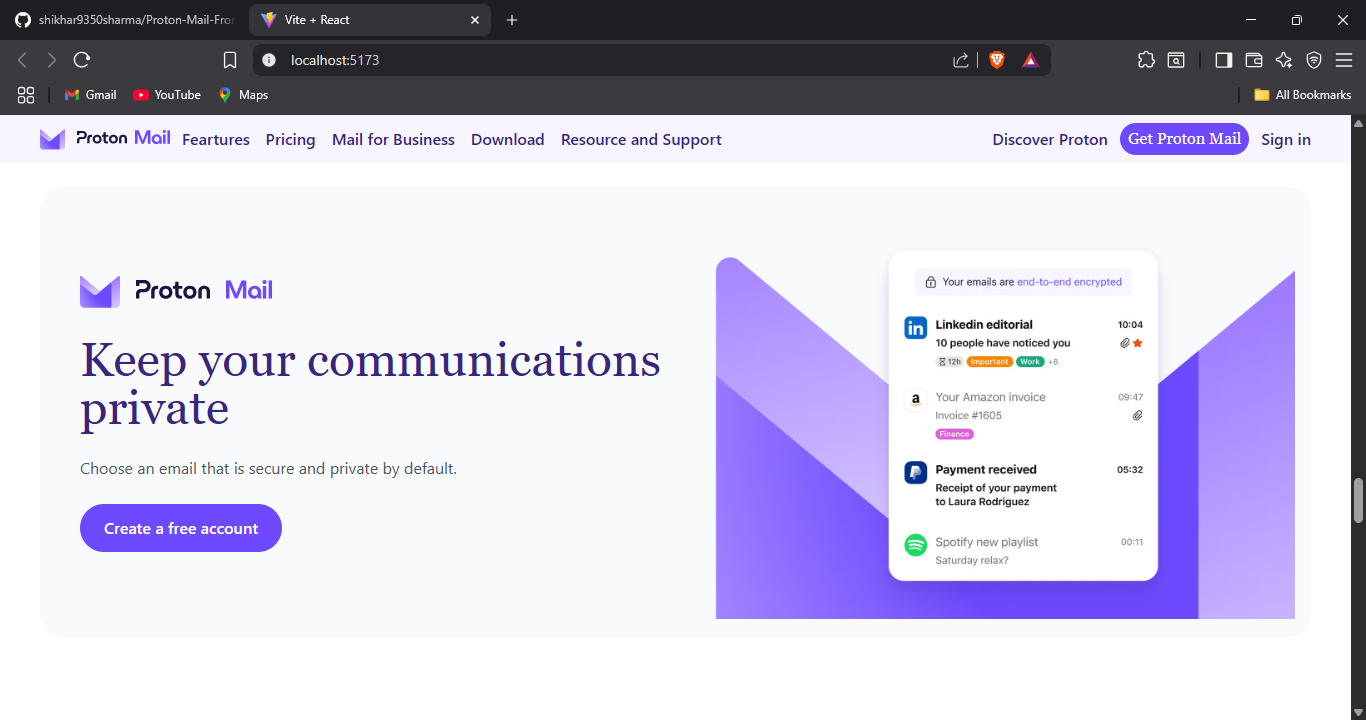 shikhar9350sharma/Proton-Mail-Fror
Vite + React
localhost:5173
Gmail
YouTube
Maps
All Bookmarks
Proton Mail
Feartures
Pricing
Mail for Business
Download
Resource and Support
Discover Proton
Get Proton Mail
Sign in
Proton Mail
Keep your communications
private
Choose an email that is secure and private by default.
Create a free account
Your emails are end-to-end encrypted
in
Linkedin editorial
10:04
10 people have noticed you
12h
Important
Work
+8
a
Your Amazon invoice
09:47
Invoice #1605
Finance
Payment received
05:32
Receipt of your payment
to Laura Rodriguez
Spotify new playlist
00:11
Saturday relax?